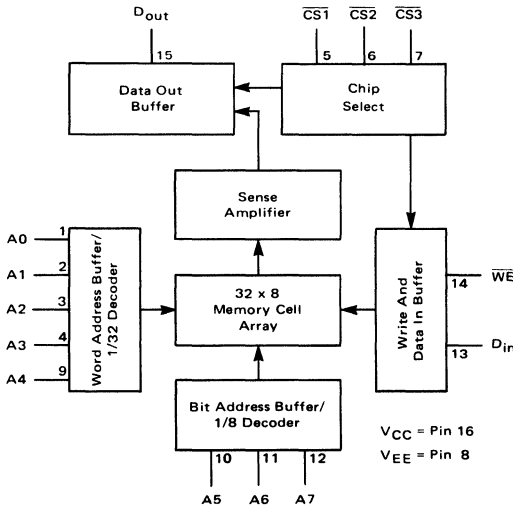 Dout
CS1 CS2 CS3
15
5 6 7
Data Out
Buffer
Chip
Select
Sense
Amplifier
A0 1
A1 2
A2 3
A3 4
A4 9
Word Address Buffer/
1/32 Decoder
32 x 8
Memory Cell
Array
Write And
Data In Buffer
14 WE
13 Din
Bit Address Buffer/
1/8 Decoder
10 11 12
A5 A6 A7
VCC = Pin 16
VEE = Pin 8